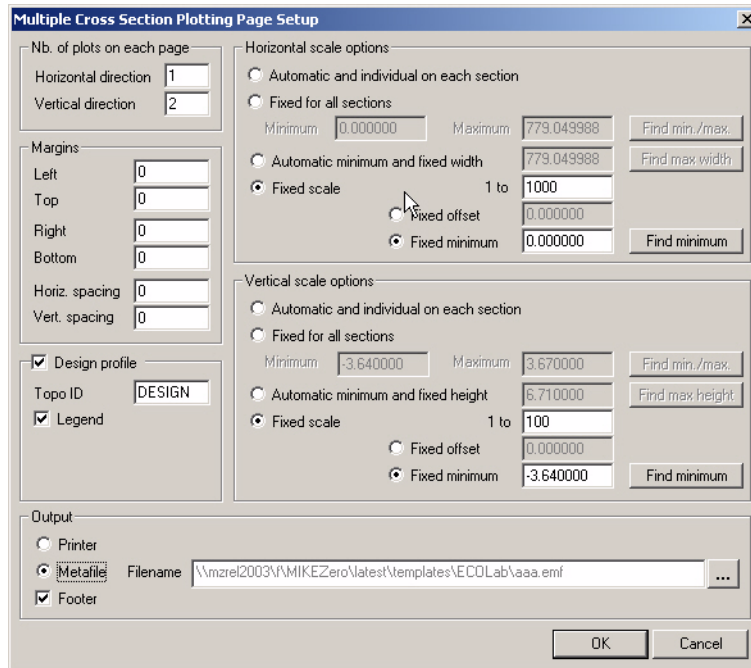 Multiple Cross Section Plotting Page Setup
Nb. of plots on each page
Horizontal direction 1
Vertical direction 2
Margins
Left 0
Top 0
Right 0
Bottom 0
Horiz. spacing 0
Vert. spacing 0
Design profile
Topo ID DESIGN
Legend
Horizontal scale options
Automatic and individual on each section
Fixed for all sections
Minimum 0.000000 Maximum 779.049988 Find min./max.
Automatic minimum and fixed width 779.049988 Find max width
Fixed scale 1 to 1000
Fixed offset 0.000000
Fixed minimum 0.000000 Find minimum
Vertical scale options
Automatic and individual on each section
Fixed for all sections
Minimum -3.640000 Maximum 3.670000 Find min./max.
Automatic minimum and fixed height 6.710000 Find max height
Fixed scale 1 to 100
Fixed offset 0.000000
Fixed minimum -3.640000 Find minimum
Output
Printer
Metafile Filename \\mzrel2003\f\MIKEZero\latest\templates\ECOLab\aaa.emf ...
Footer
OK Cancel